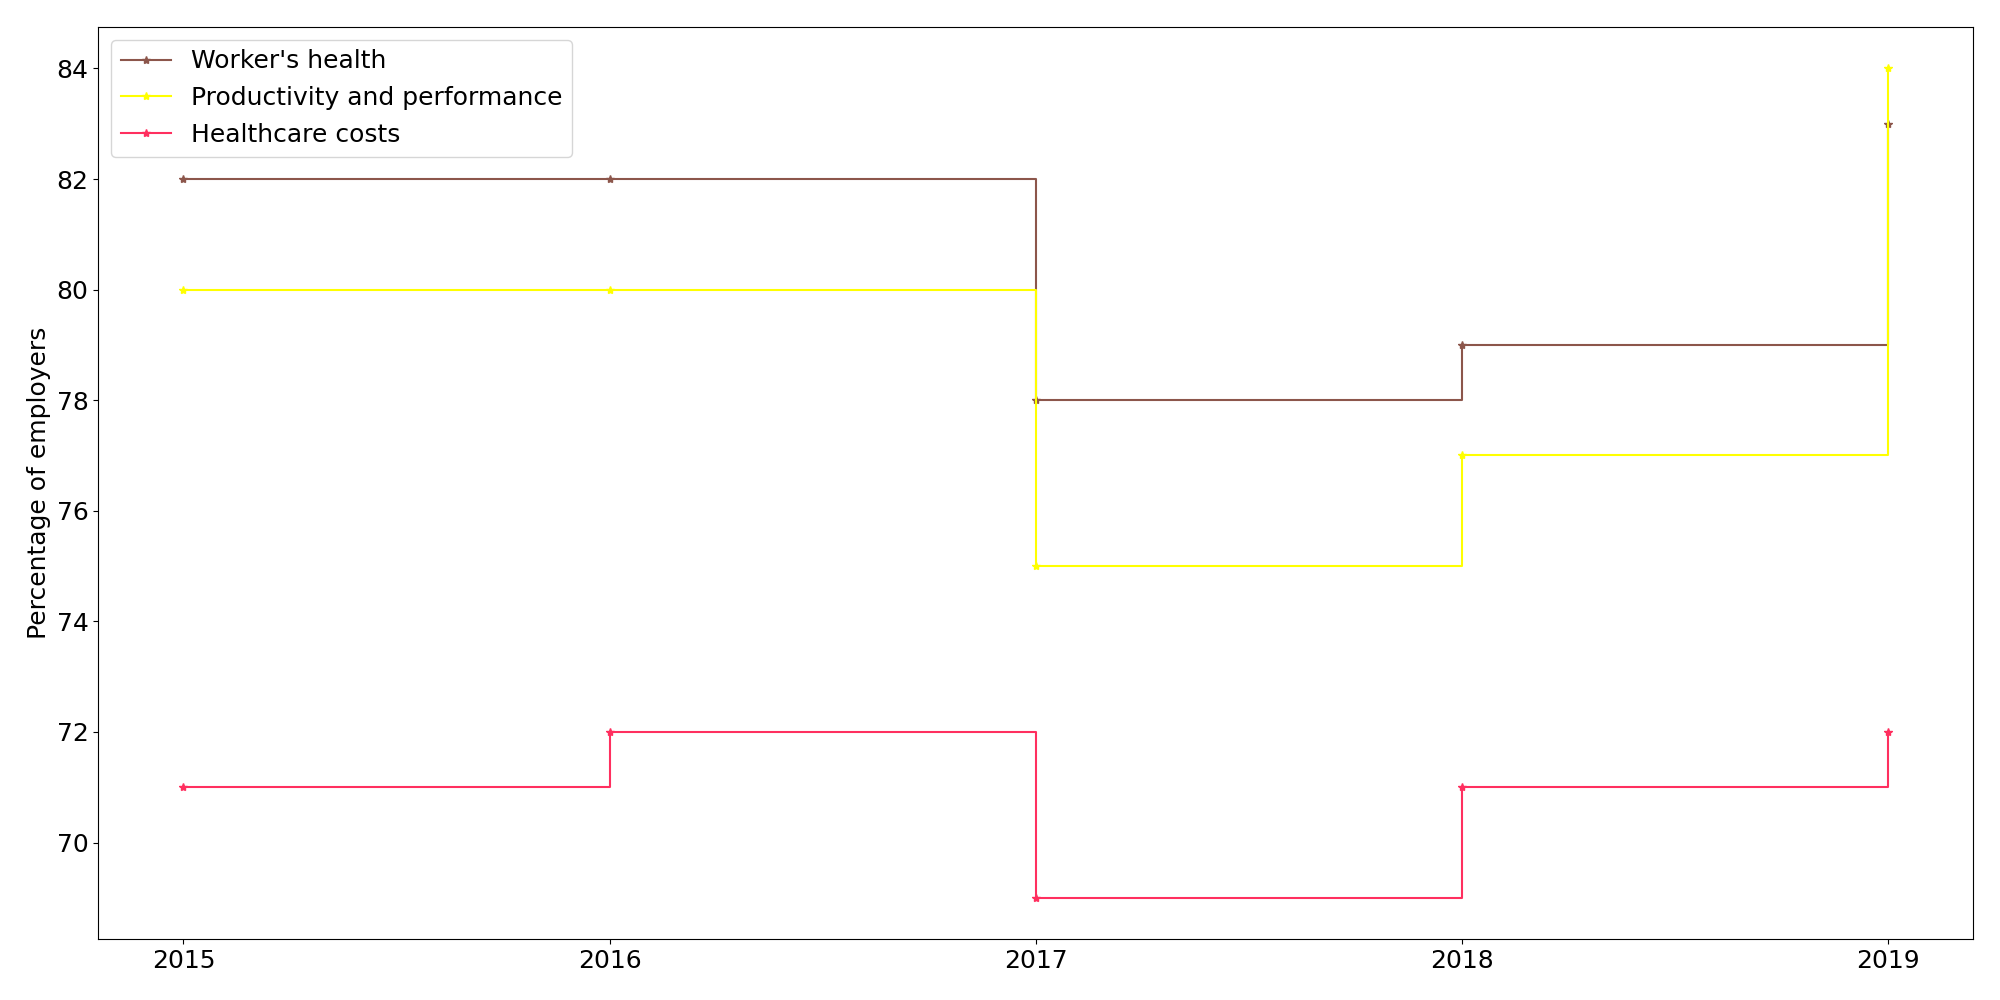 Worker's health
Productivity and performance
Healthcare costs
Percentage of employers
84
82
80
78
76
74
72
70
2015 2016 2017 2018 2019